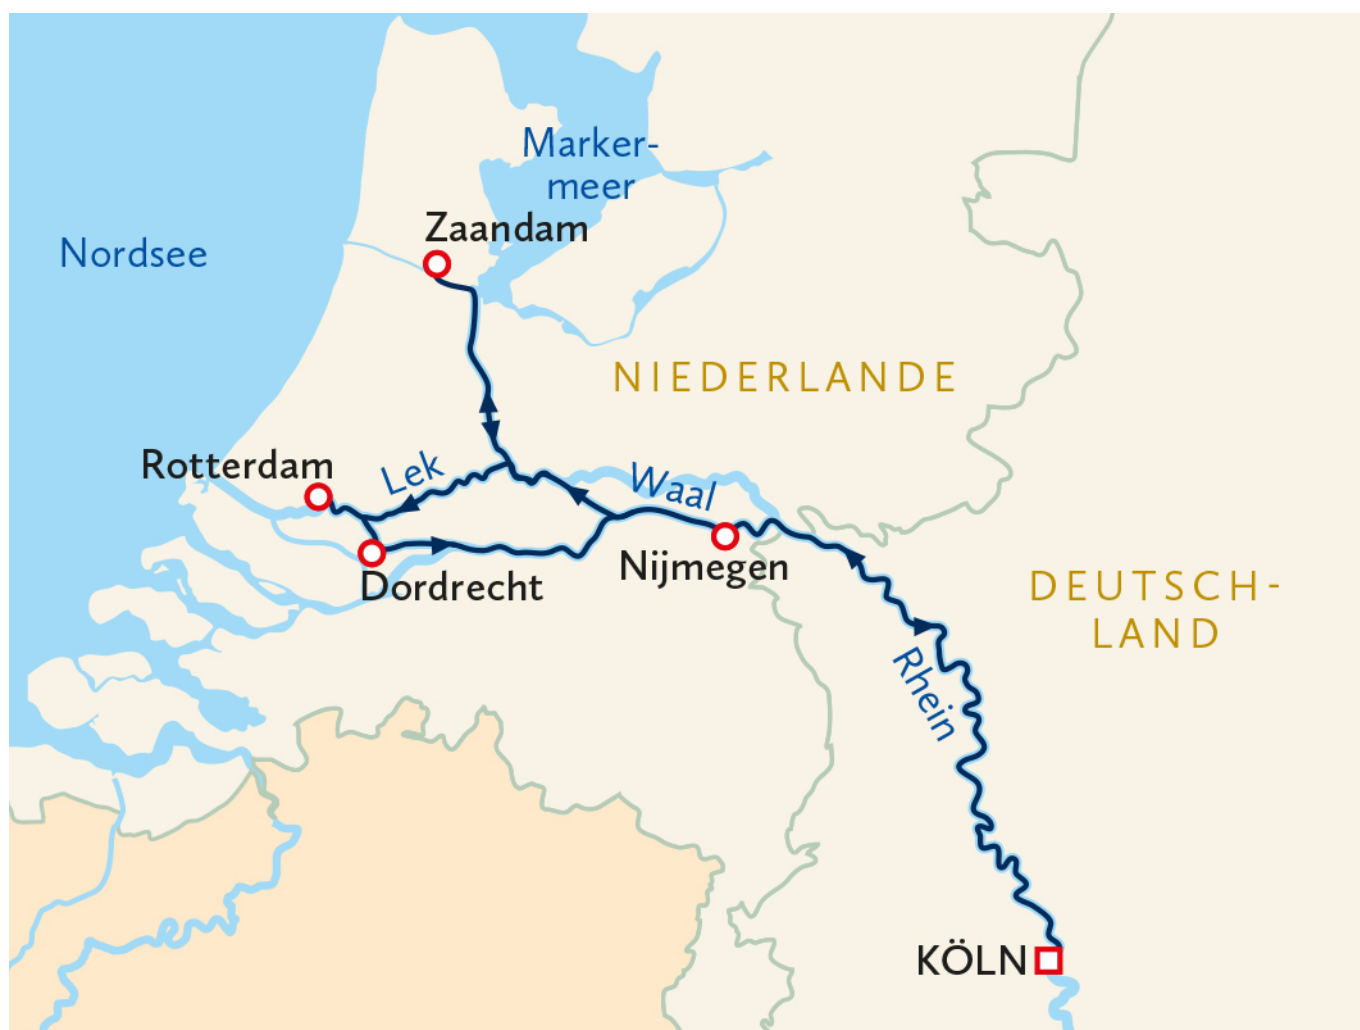 Marker-
meer
Zaandam
Nordsee
NIEDERLANDE
Rotterdam
Lek
Waal
Nijmegen
Dordrecht
DEUTSCH-
LAND
Rhein
KÖLN